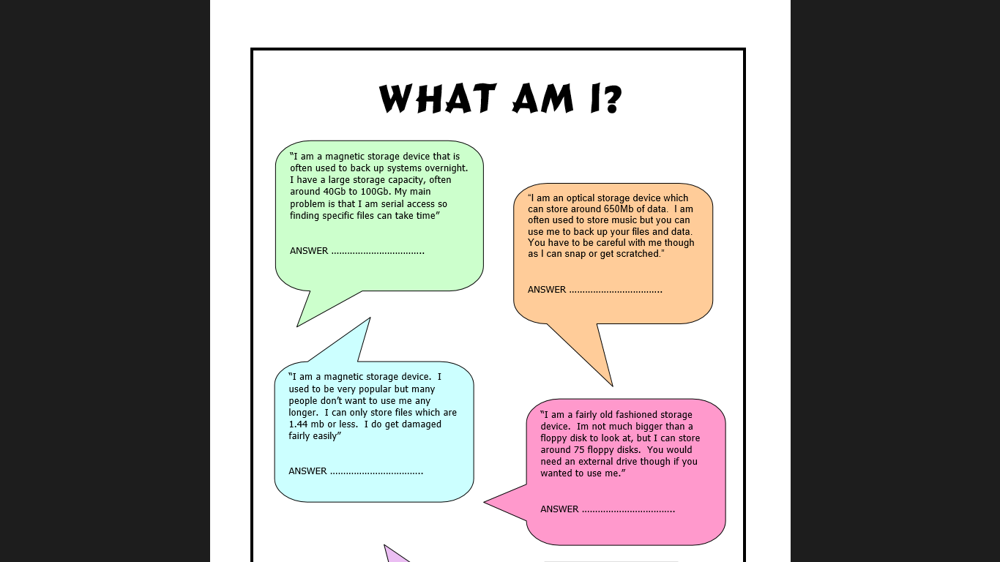 WHAT AM I?
“I am a magnetic storage device that is
often used to back up systems overnight.
I have a large storage capacity, often
around 40Gb to 100Gb. My main
problem is that I am serial access so
finding specific files can take time”
ANSWER ……………………………..
“I am an optical storage device which
can store around 650Mb of data.  I am
often used to store music but you can
use me to back up your files and data.
You have to be careful with me though
as I can snap or get scratched.”
ANSWER ……………………………..
“I am a magnetic storage device.  I
used to be very popular but many
people don’t want to use me any
longer.  I can only store files which are
1.44 mb or less.  I do get damaged
fairly easily”
ANSWER ……………………………..
“I am a fairly old fashioned storage
device.  Im not much bigger than a
floppy disk to look at, but I can store
around 75 floppy disks.  You would
need an external drive though if you
wanted to use me.”
ANSWER ……………………………..